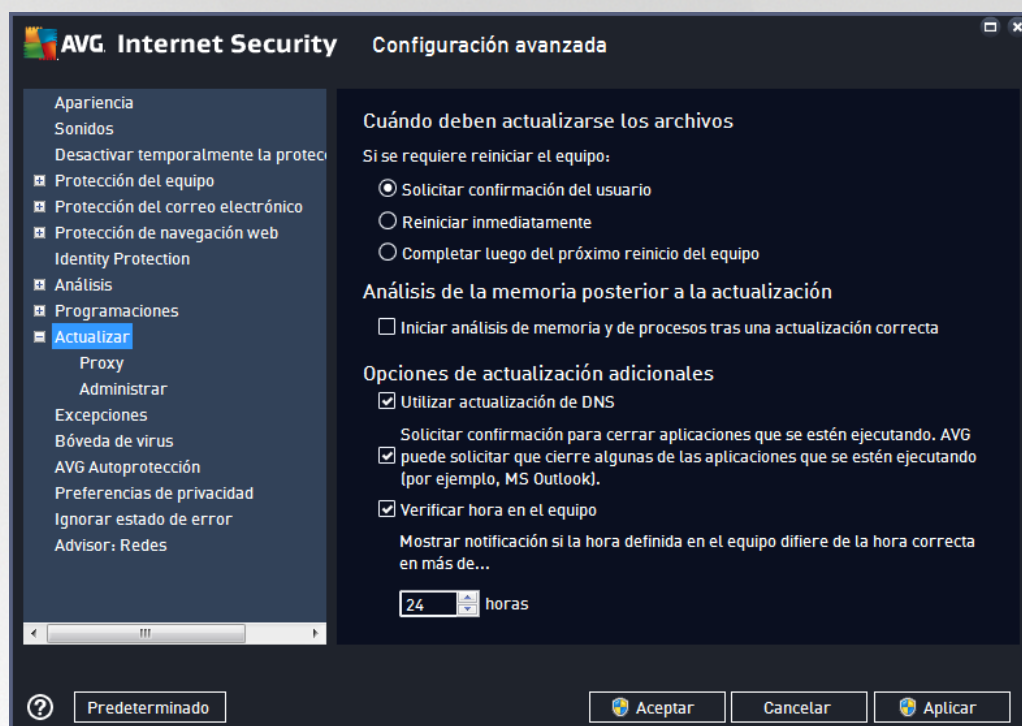 AVG. Internet Security
Configuración avanzada
Apariencia
Sonidos
Desactivar temporalmente la protec
Protección del equipo
Protección del correo electrónico
Protección de navegación web
Identity Protection
Análisis
Programaciones
Actualizar
Proxy
Administrar
Excepciones
Bóveda de virus
AVG Autoprotección
Preferencias de privacidad
Ignorar estado de error
Advisor: Redes
Cuándo deben actualizarse los archivos
Si se requiere reiniciar el equipo:
Solicitar confirmación del usuario
Reiniciar inmediatamente
Completar luego del próximo reinicio del equipo
Análisis de la memoria posterior a la actualización
Iniciar análisis de memoria y de procesos tras una actualización correcta
Opciones de actualización adicionales
Utilizar actualización de DNS
Solicitar confirmación para cerrar aplicaciones que se estén ejecutando. AVG
puede solicitar que cierre algunas de las aplicaciones que se estén ejecutando
(por ejemplo, MS Outlook).
Verificar hora en el equipo
Mostrar notificación si la hora definida en el equipo difiere de la hora correcta
en más de...
24 horas
? Predeterminado
Aceptar
Cancelar
Aplicar